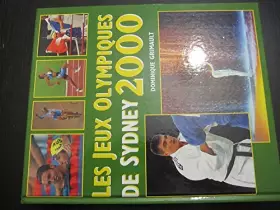 LES JEUX OLYMPIQUES
DE SYDNEY 2000
DOMINIQUE GRIMAULT